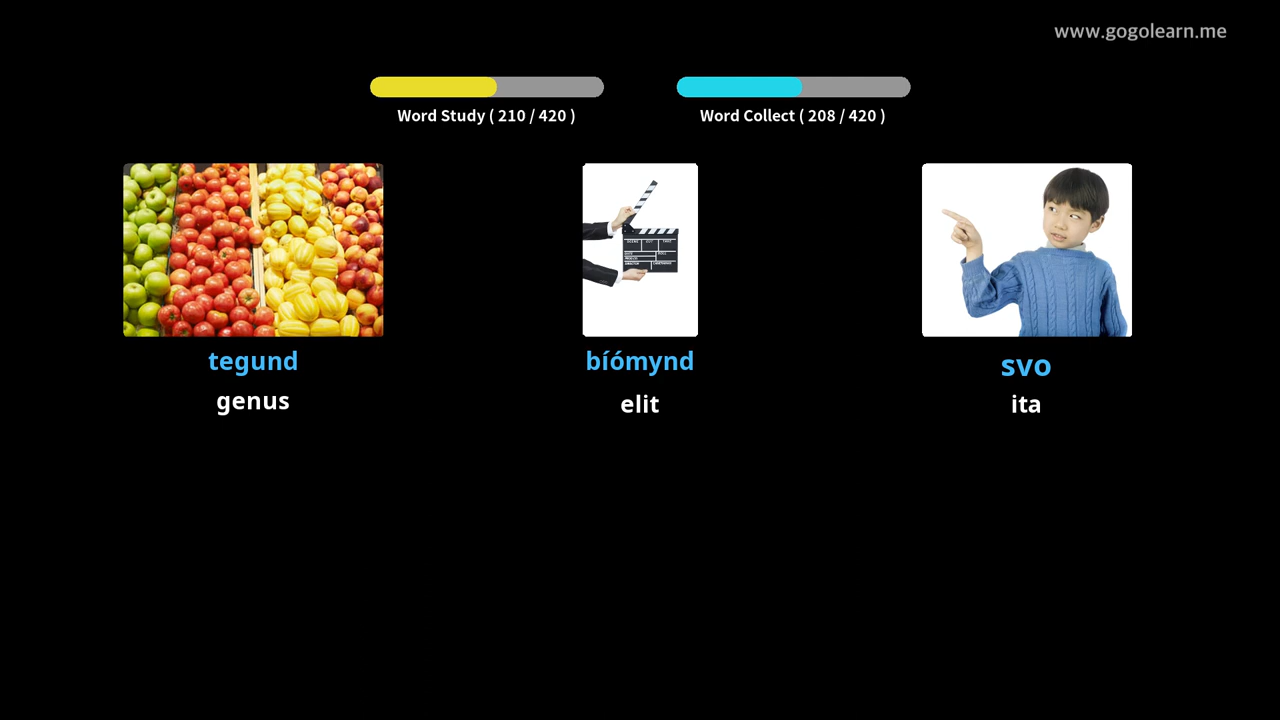 www.gogolearn.me
Word Study ( 210 / 420 )
Word Collect ( 208 / 420 )
tegund
genus
bíómynd
elit
svo
ita